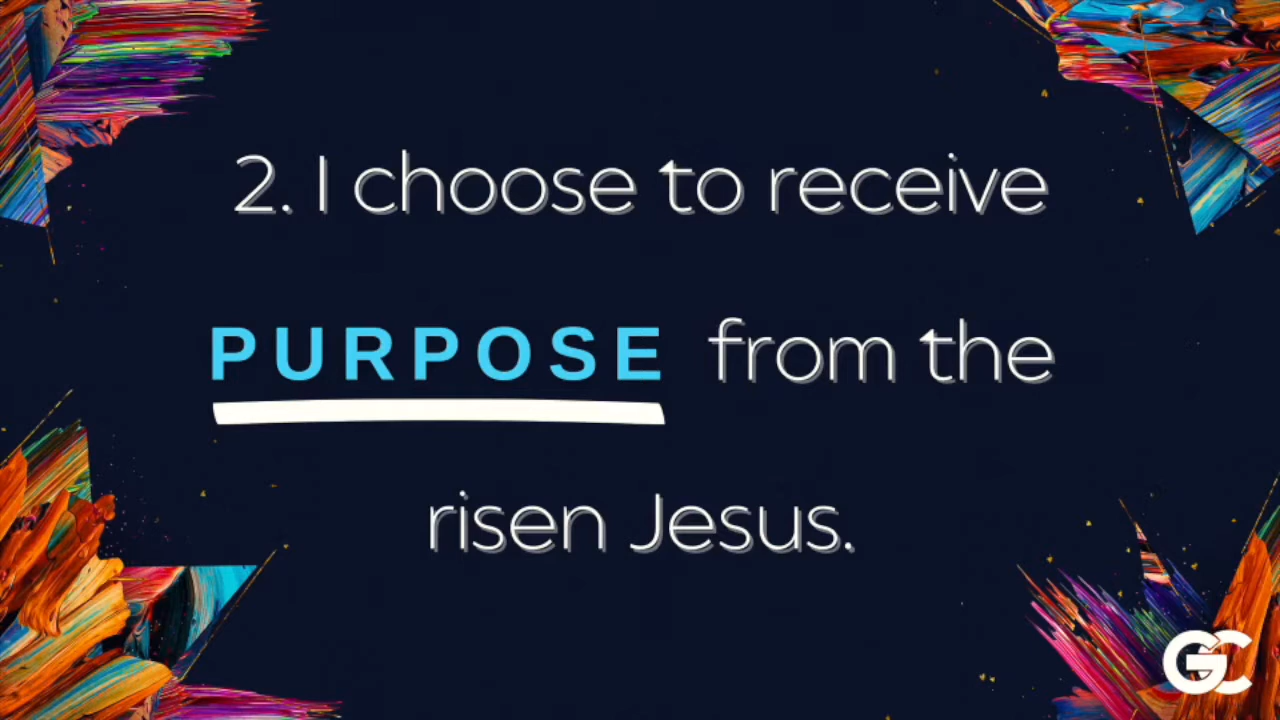 2. I choose to receive
PURPOSE from the
risen Jesus.
GC